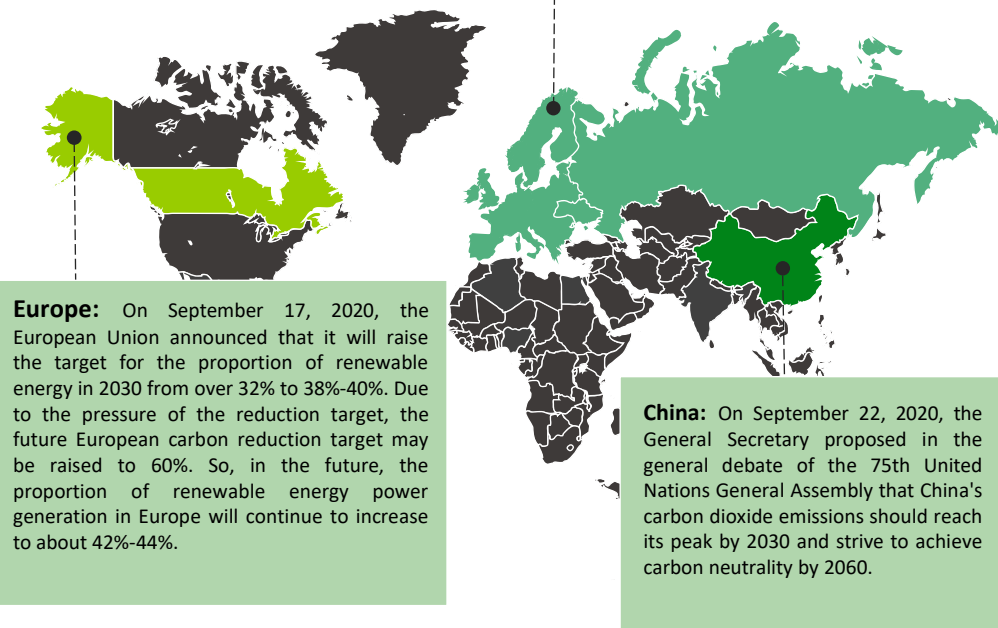 Europe: On September 17, 2020, the
European Union announced that it will raise
the target for the proportion of renewable
energy in 2030 from over 32% to 38%-40%. Due
to the pressure of the reduction target, the
future European carbon reduction target may
be raised to 60%. So, in the future, the
proportion of renewable energy power
generation in Europe will continue to increase
to about 42%-44%.
China: On September 22, 2020, the
General Secretary proposed in the
general debate of the 75th United
Nations General Assembly that China's
carbon dioxide emissions should reach
its peak by 2030 and strive to achieve
carbon neutrality by 2060.